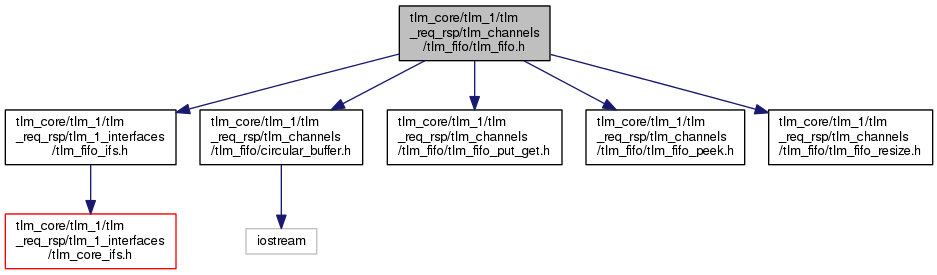 tlm_core/tlm_1/tlm
_req_rsp/tlm_channels
/tlm_fifo/tlm_fifo.h
tlm_core/tlm_1/tlm
_req_rsp/tlm_1_interfaces
/tlm_fifo_ifs.h
tlm_core/tlm_1/tlm
_req_rsp/tlm_channels
/tlm_fifo/circular_buffer.h
tlm_core/tlm_1/tlm
_req_rsp/tlm_channels
/tlm_fifo/tlm_fifo_put_get.h
tlm_core/tlm_1/tlm
_req_rsp/tlm_channels
/tlm_fifo/tlm_fifo_peek.h
tlm_core/tlm_1/tlm
_req_rsp/tlm_channels
/tlm_fifo/tlm_fifo_resize.h
tlm_core/tlm_1/tlm
_req_rsp/tlm_1_interfaces
/tlm_core_ifs.h
iostream